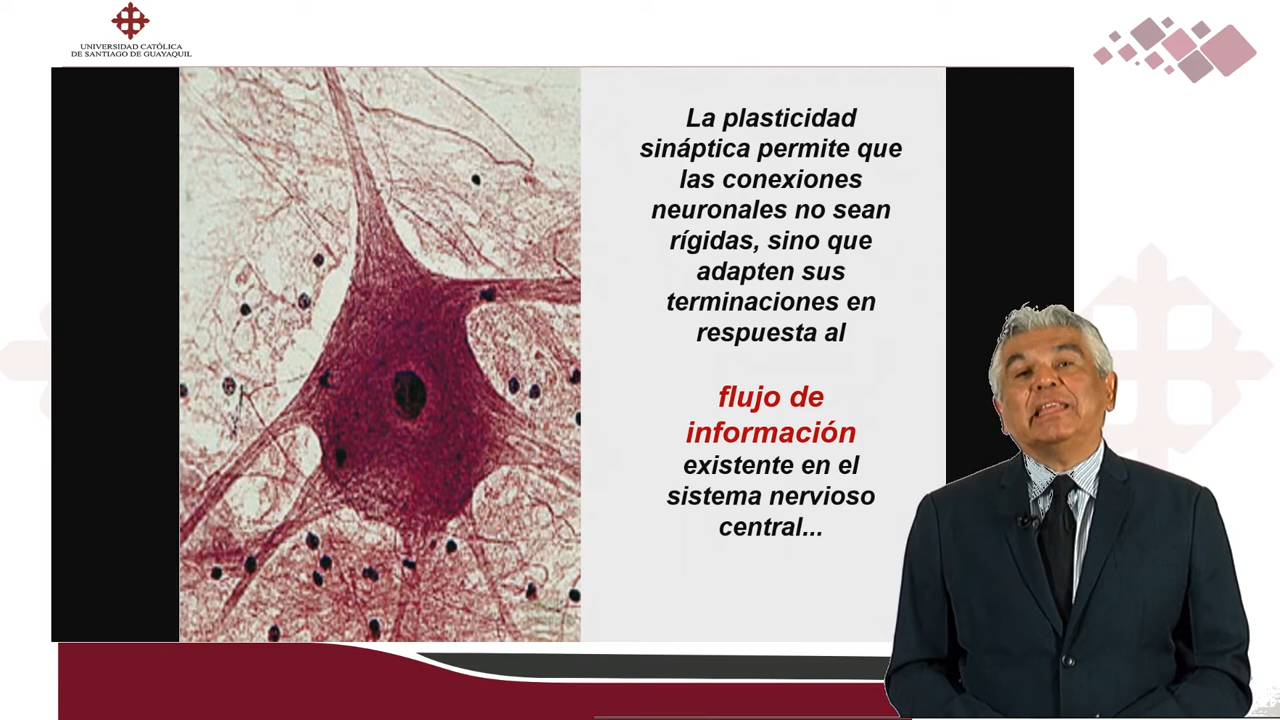 UNIVERSIDAD CATÓLICA
DE SANTIAGO DE GUAYAQUIL
La plasticidad
sináptica permite que
las conexiones
neuronales no sean
rígidas, sino que
adapten sus
terminaciones en
respuesta al
flujo de
información
existente en el
sistema nervioso
central...